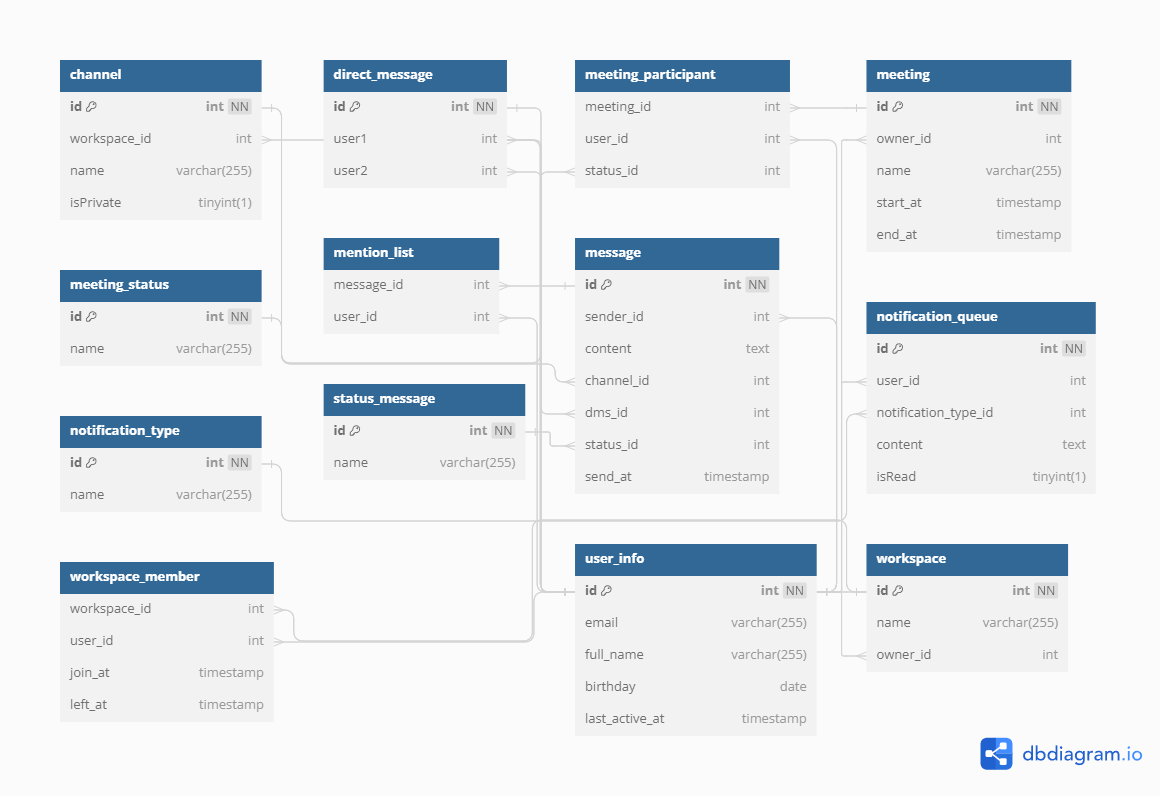 channel
id int NN
workspace_id int
name varchar(255)
isPrivate tinyint(1)
direct_message
id int NN
user1 int
user2 int
meeting_participant
meeting_id int
user_id int
status_id int
meeting
id int NN
owner_id int
name varchar(255)
start_at timestamp
end_at timestamp
meeting_status
id int NN
name varchar(255)
mention_list
message_id int
user_id int
message
id int NN
sender_id int
content text
channel_id int
dms_id int
status_id int
send_at timestamp
notification_queue
id int NN
user_id int
notification_type_id int
content text
isRead tinyint(1)
notification_type
id int NN
name varchar(255)
status_message
id int NN
name varchar(255)
workspace_member
workspace_id int
user_id int
join_at timestamp
left_at timestamp
user_info
id int NN
email varchar(255)
full_name varchar(255)
birthday date
last_active_at timestamp
workspace
id int NN
name varchar(255)
owner_id int
dbdiagram.io